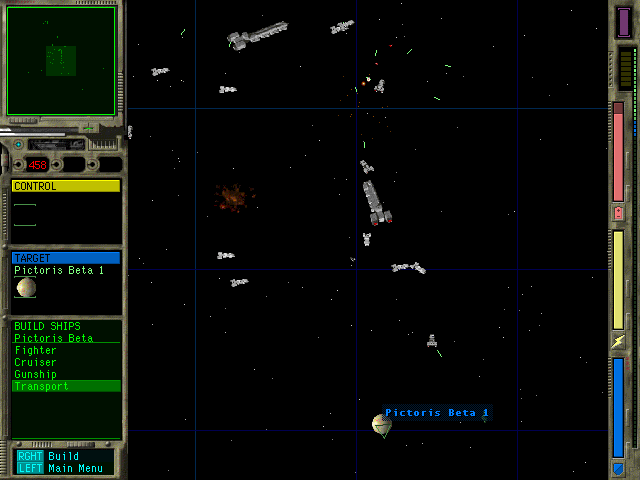 458
CONTROL
TARGET
Pictoris Beta 1
BUILD SHIPS
Pictoris Beta
Fighter
Cruiser
Gunship
Transport
RGHT Build
LEFT Main Menu
Pictoris Beta 1